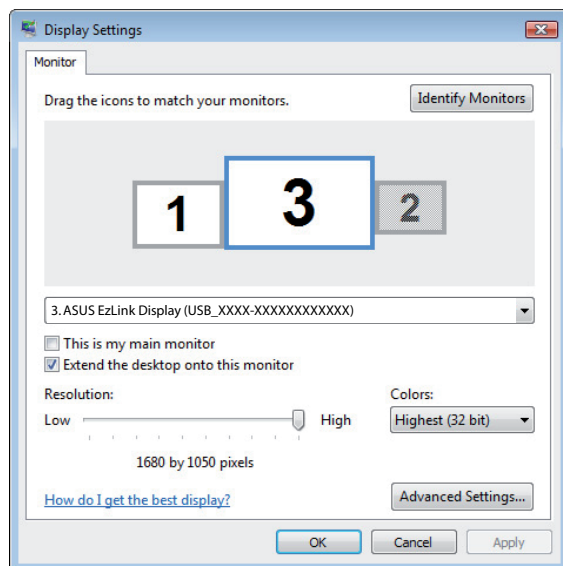 Display Settings
Monitor
Drag the icons to match your monitors. Identify Monitors
1 3 2
3. ASUS EzLink Display (USB_XXXX-XXXXXXXXXXXX)
This is my main monitor
Extend the desktop onto this monitor
Resolution: Colors:
Low High Highest (32 bit)
1680 by 1050 pixels
How do I get the best display? Advanced Settings...
OK Cancel Apply